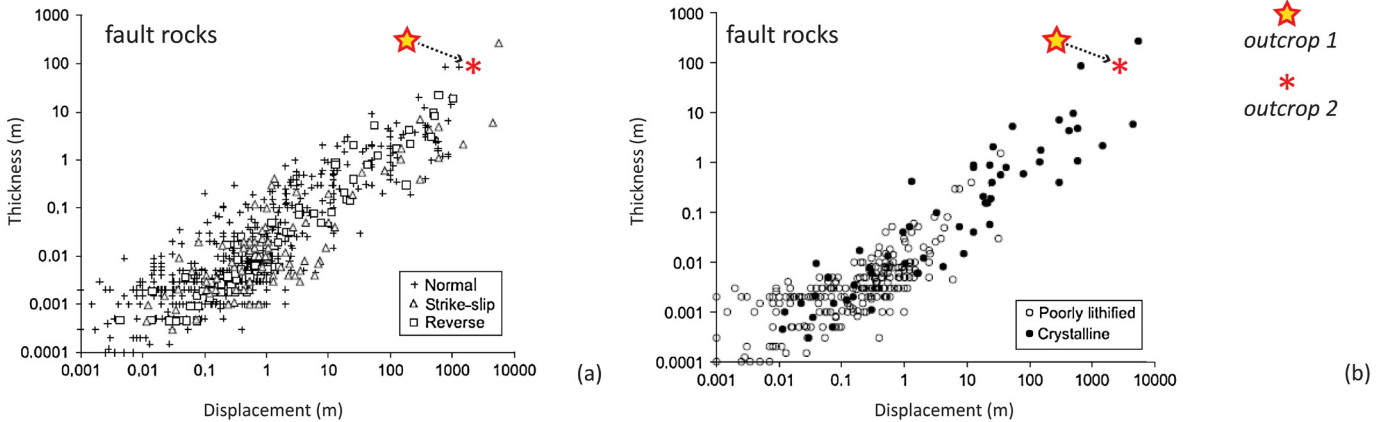 fault rocks
1000
100
10
1
0,1
0,01
0,001
0.0001
Thickness (m)
0,001
0,01
0,1
1
10
100
1000
10000
Displacement (m)
Normal
Strike-slip
Reverse
(a)
fault rocks
1000
100
10
1
0.1
0.01
0.001
0.0001
Thickness (m)
0.001
0.01
0.1
1
10
100
1000
10000
Displacement (m)
Poorly lithified
Crystalline
(b)
outcrop 1
outcrop 2